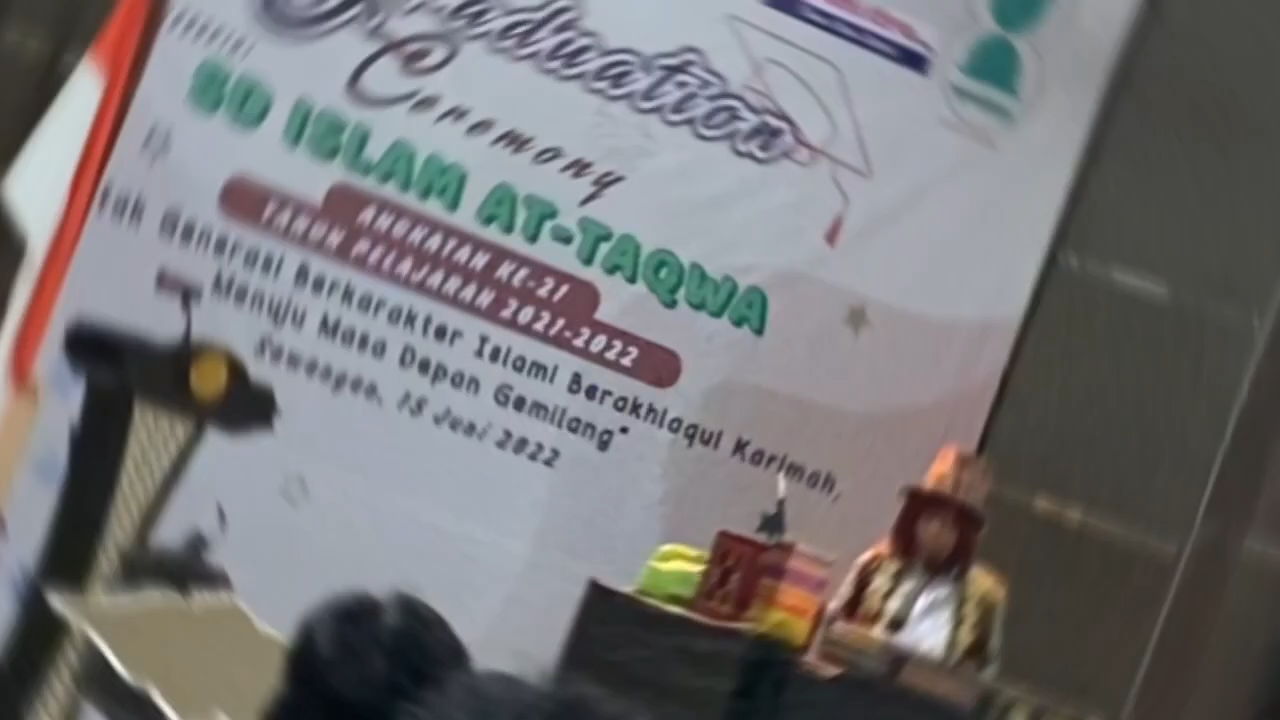 Graduation
Ceremony
SD ISLAM AT-TAQWA
ANGKATAN KE-21
TAHUN PELAJARAN 2021-2022
Generasi Berkarakter Islami Berakhlaqul Karimah,
Menuju Masa Depan Gemilang"
Sawangan, 15 Juni 2022